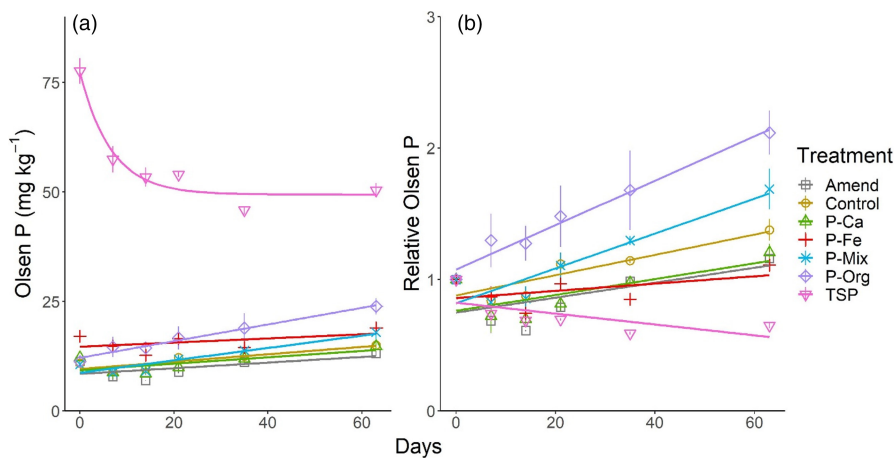 (a)
(b)
Olsen P (mg kg⁻¹)
75
50
25
0
0
20
40
60
Relative Olsen P
3
2
1
0
0
20
40
60
Days
Treatment
Amend
Control
P-Ca
P-Fe
P-Mix
P-Org
TSP